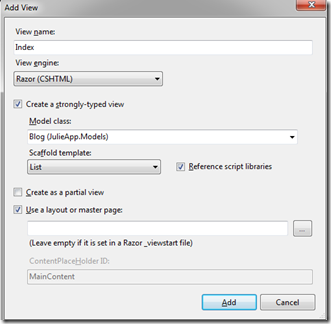 Add View
View name:
Index
View engine:
Razor (CSHTML)
Create a strongly-typed view
Model class:
Blog (JulieApp.Models)
Scaffold template:
List
Reference script libraries
Create as a partial view
Use a layout or master page:
...
(Leave empty if it is set in a Razor _viewstart file)
ContentPlaceHolder ID:
MainContent
Add
Cancel